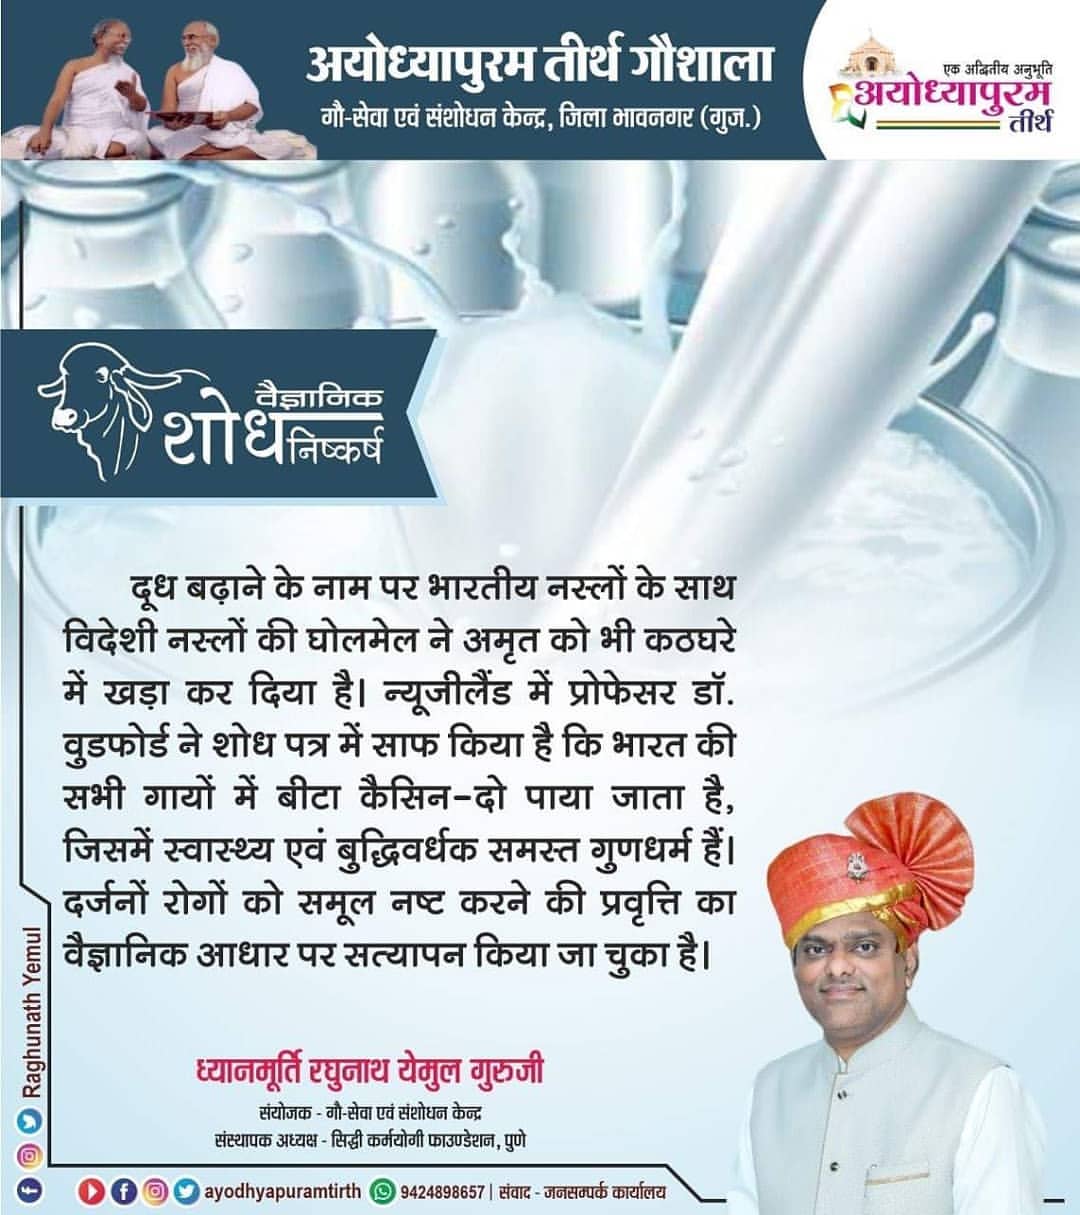 अयोध्यापुरम तीर्थ गौशाला
गौ-सेवा एवं संशोधन केन्द्र, जिला भावनगर (गुज.)
एक अद्वितीय अनुभूति
अयोध्यापुरम
तीर्थ
वैज्ञानिक
शोध
निष्कर्ष
दूध बढ़ाने के नाम पर भारतीय नस्लों के साथ
विदेशी नस्लों की घोलमेल ने अमृत को भी कठघरे
में खड़ा कर दिया है। न्यूजीलैंड में प्रोफेसर डॉ.
वुडफोर्ड ने शोध पत्र में साफ किया है कि भारत की
सभी गायों में बीटा कैसिन-दो पाया जाता है,
जिसमें स्वास्थ्य एवं बुद्धिवर्धक समस्त गुणधर्म हैं।
दर्जनों रोगों को समूल नष्ट करने की प्रवृत्ति का
वैज्ञानिक आधार पर सत्यापन किया जा चुका है।
ध्यानमूर्ति रघुनाथ येमुल गुरुजी
संयोजक - गौ-सेवा एवं संशोधन केन्द्र
संस्थापक अध्यक्ष - सिद्धी कर्मयोगी फाउण्डेशन, पुणे
Raghunath Yemul
ayodhyapuramtirth 9424898657 | संवाद - जनसम्पर्क कार्यालय